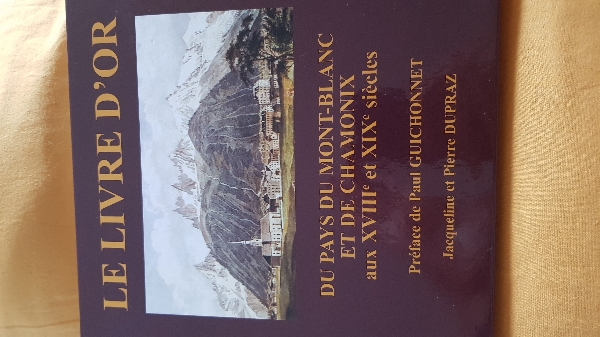 LE LIVRE D'OR
DU PAYS DU MONT-BLANC
ET DE CHAMONIX
aux XVIIIe et XIXe siècles
Préface de Paul GUICHONNET
Jacqueline et Pierre DUPRAZ